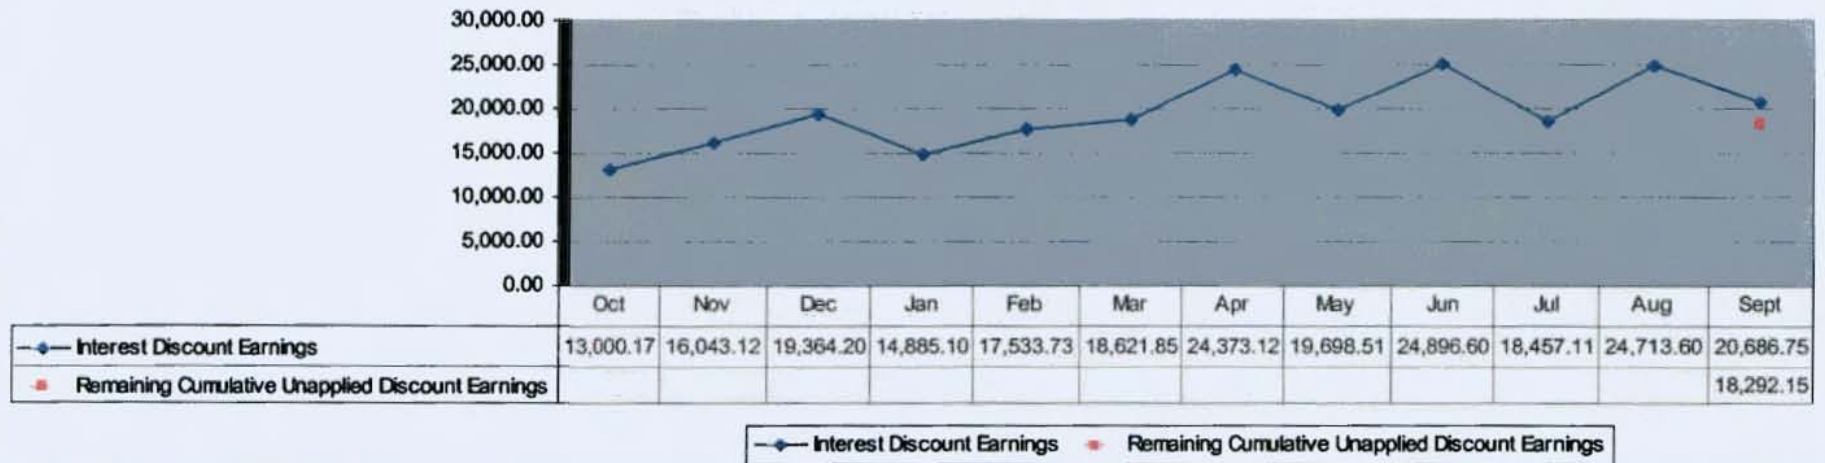 30,000.00
25,000.00
20,000.00
15,000.00
10,000.00
5,000.00
0.00
Oct Nov Dec Jan Feb Mar Apr May Jun Jul Aug Sept
Interest Discount Earnings 13,000.17 16,043.12 19,364.20 14,885.10 17,533.73 18,621.85 24,373.12 19,698.51 24,896.60 18,457.11 24,713.60 20,686.75
Remaining Cumulative Unapplied Discount Earnings 18,292.15
Interest Discount Earnings Remaining Cumulative Unapplied Discount Earnings